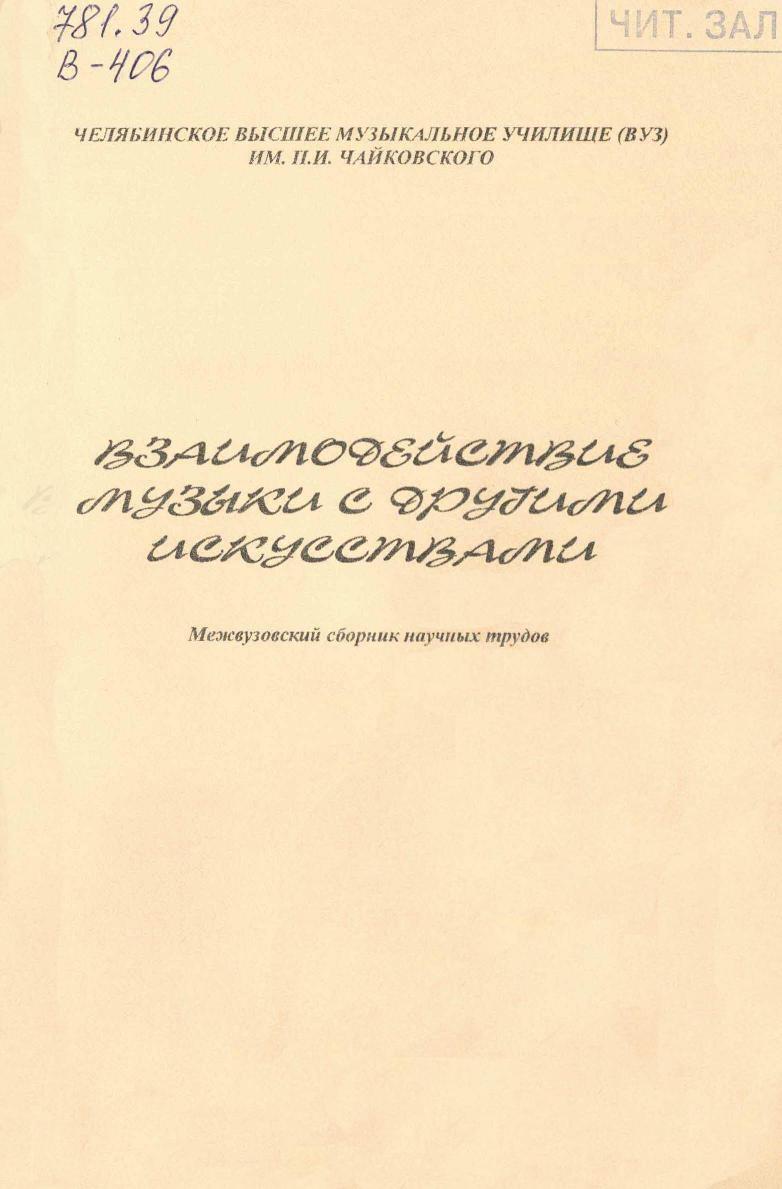 781.39
В-406
ЧИТ. ЗАЛ
ЧЕЛЯБИНСКОЕ ВЫСШЕЕ МУЗЫКАЛЬНОЕ УЧИЛИЩЕ (ВУЗ)
ИМ. П.И. ЧАЙКОВСКОГО
ВЗАИМОДЕЙСТВИЕ
МУЗЫКИ С ДРУГИМИ
ИСКУССТВАМИ
Межвузовский сборник научных трудов